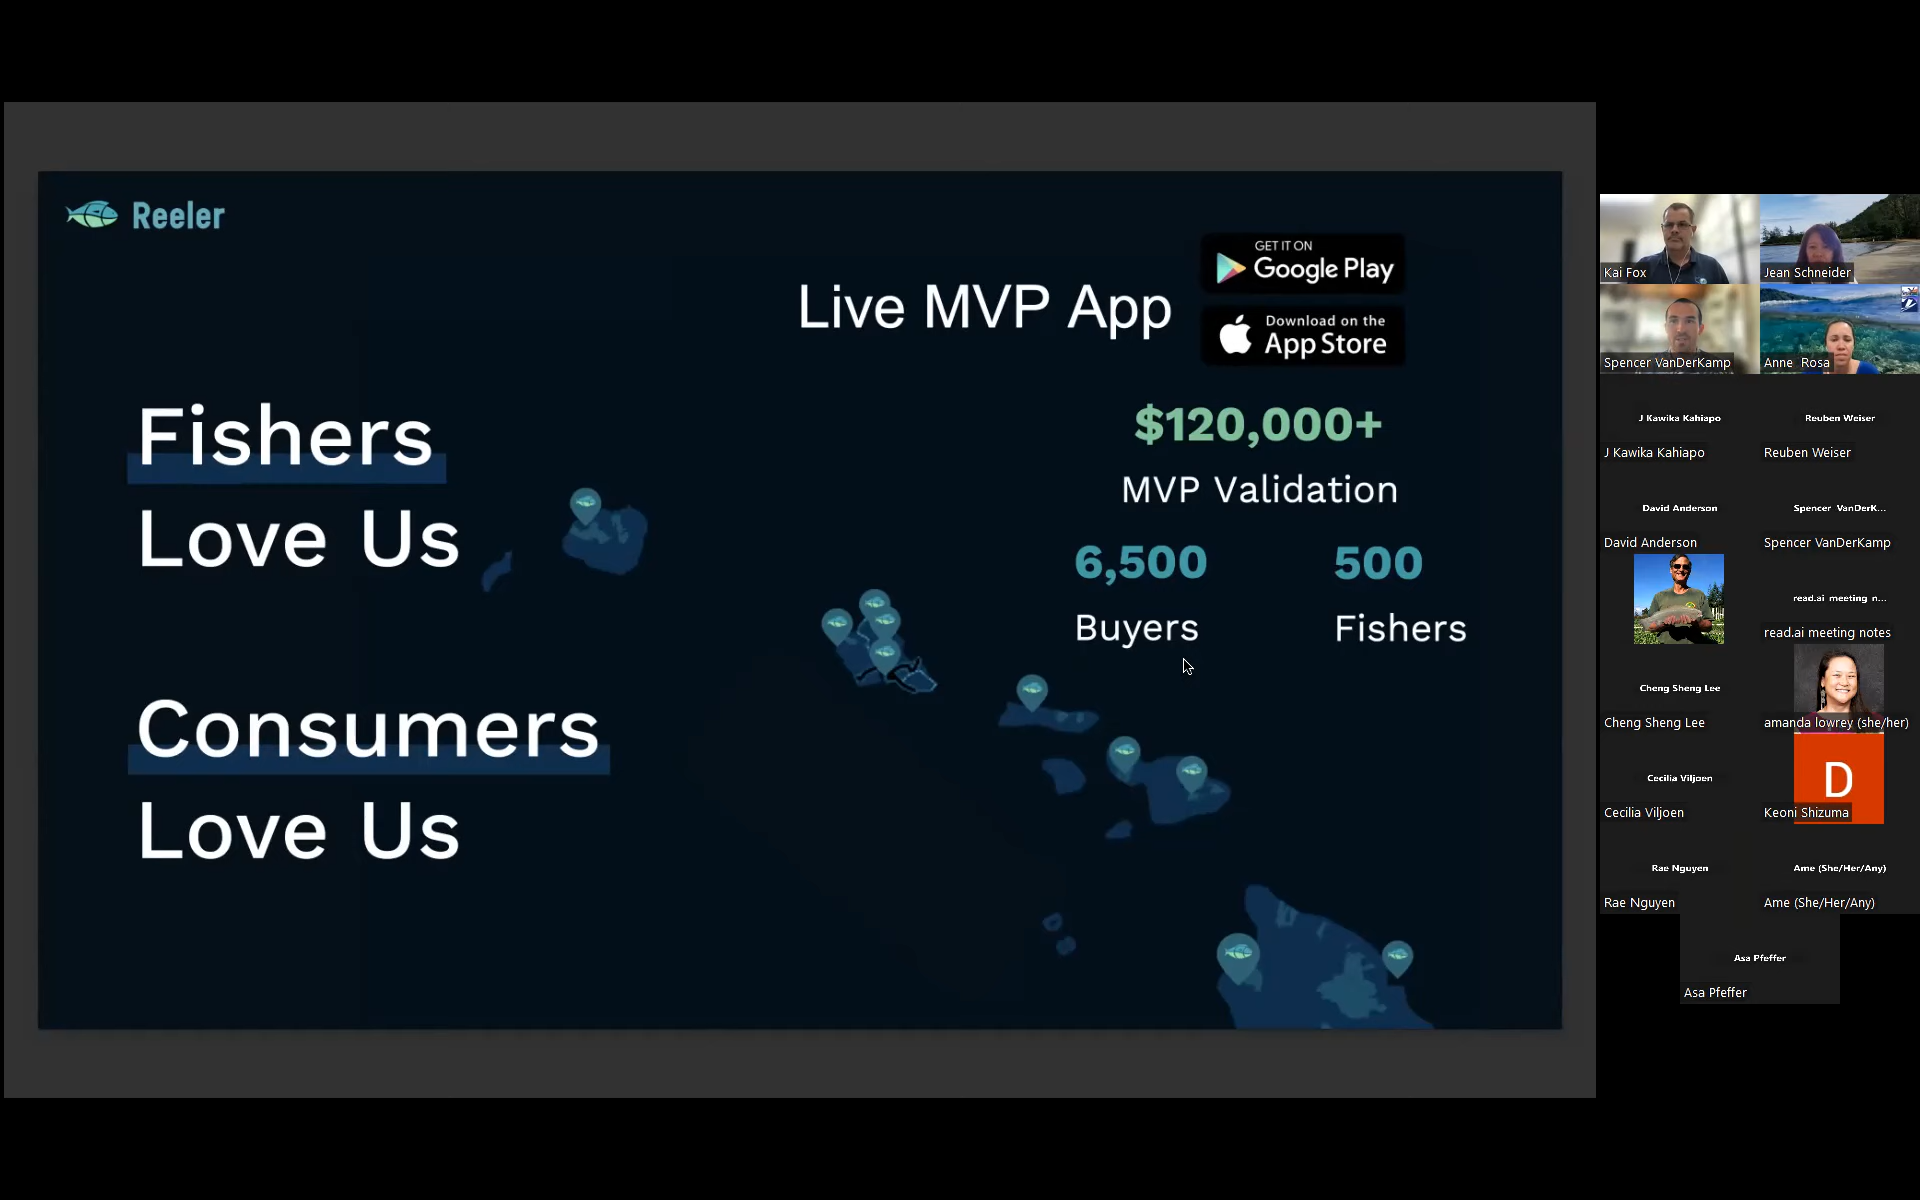 Reeler
Live MVP App
GET IT ON
Google Play
Download on the
App Store
Fishers
Love Us
Consumers
Love Us
$120,000+
MVP Validation
6,500
Buyers
500
Fishers
Kai Fox
Jean Schneider
Spencer VanDerKamp
Anne Rosa
J Kawika Kahiapo
J Kawika Kahiapo
Reuben Weiser
Reuben Weiser
David Anderson
David Anderson
Spencer VanDerK...
Spencer VanDerKamp
read.ai meeting n...
read.ai meeting notes
Cheng Sheng Lee
Cheng Sheng Lee
amanda lowrey (she/her)
Cecilia Viljoen
Cecilia Viljoen
D
Keoni Shizuma
Rae Nguyen
Rae Nguyen
Ame (She/Her/Any)
Ame (She/Her/Any)
Asa Pfeffer
Asa Pfeffer